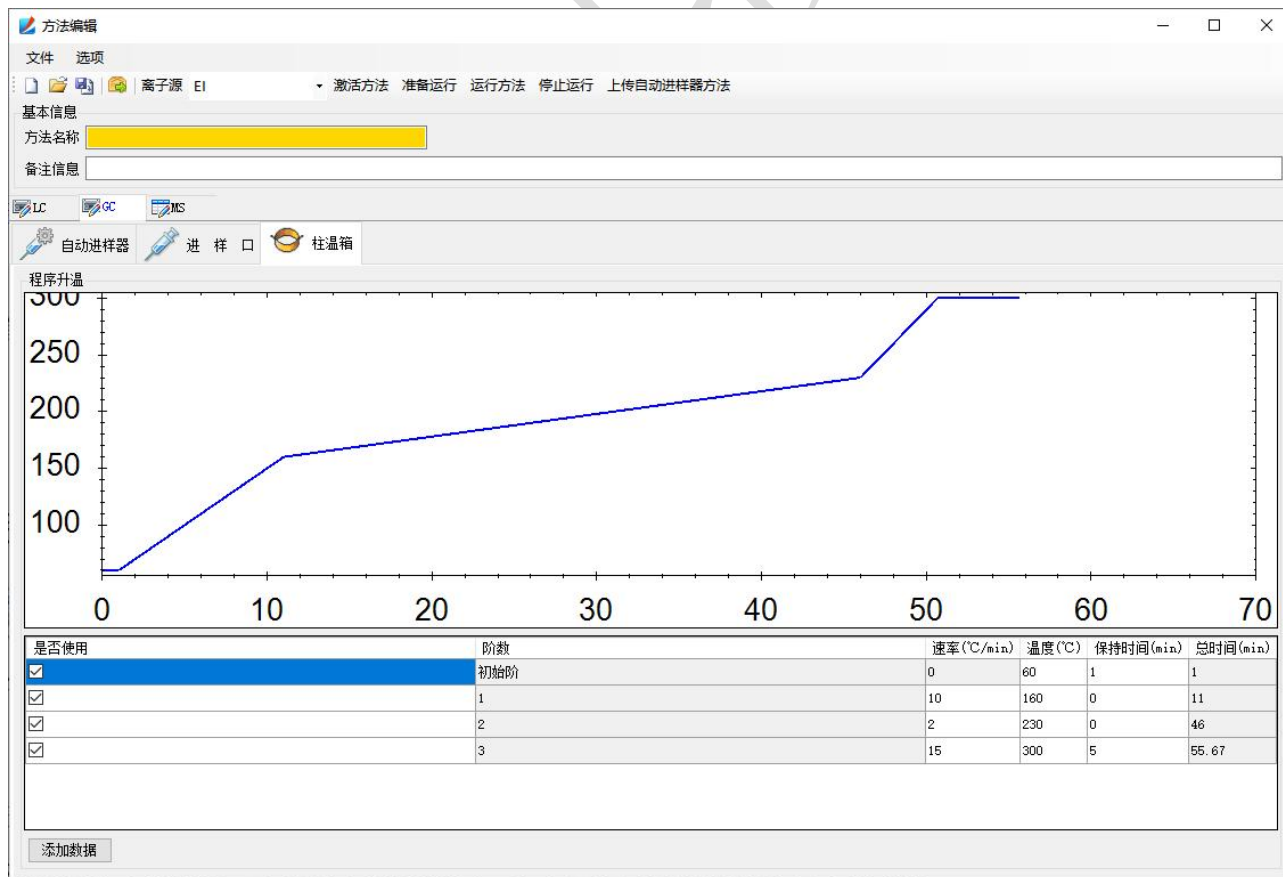 方法编辑
文件 选项
离子源 EI 激活方法 准备运行 运行方法 停止运行 上传自动进样器方法
基本信息
方法名称
备注信息
LC GC MS
自动进样器 进 样 口 柱温箱
程序升温
300
250
200
150
100
0 10 20 30 40 50 60 70
是否使用 阶数 速率(℃/min) 温度(℃) 保持时间(min) 总时间(min)
初始阶 0 60 1 1
1 10 160 0 11
2 2 230 0 46
3 15 300 5 55.67
添加数据